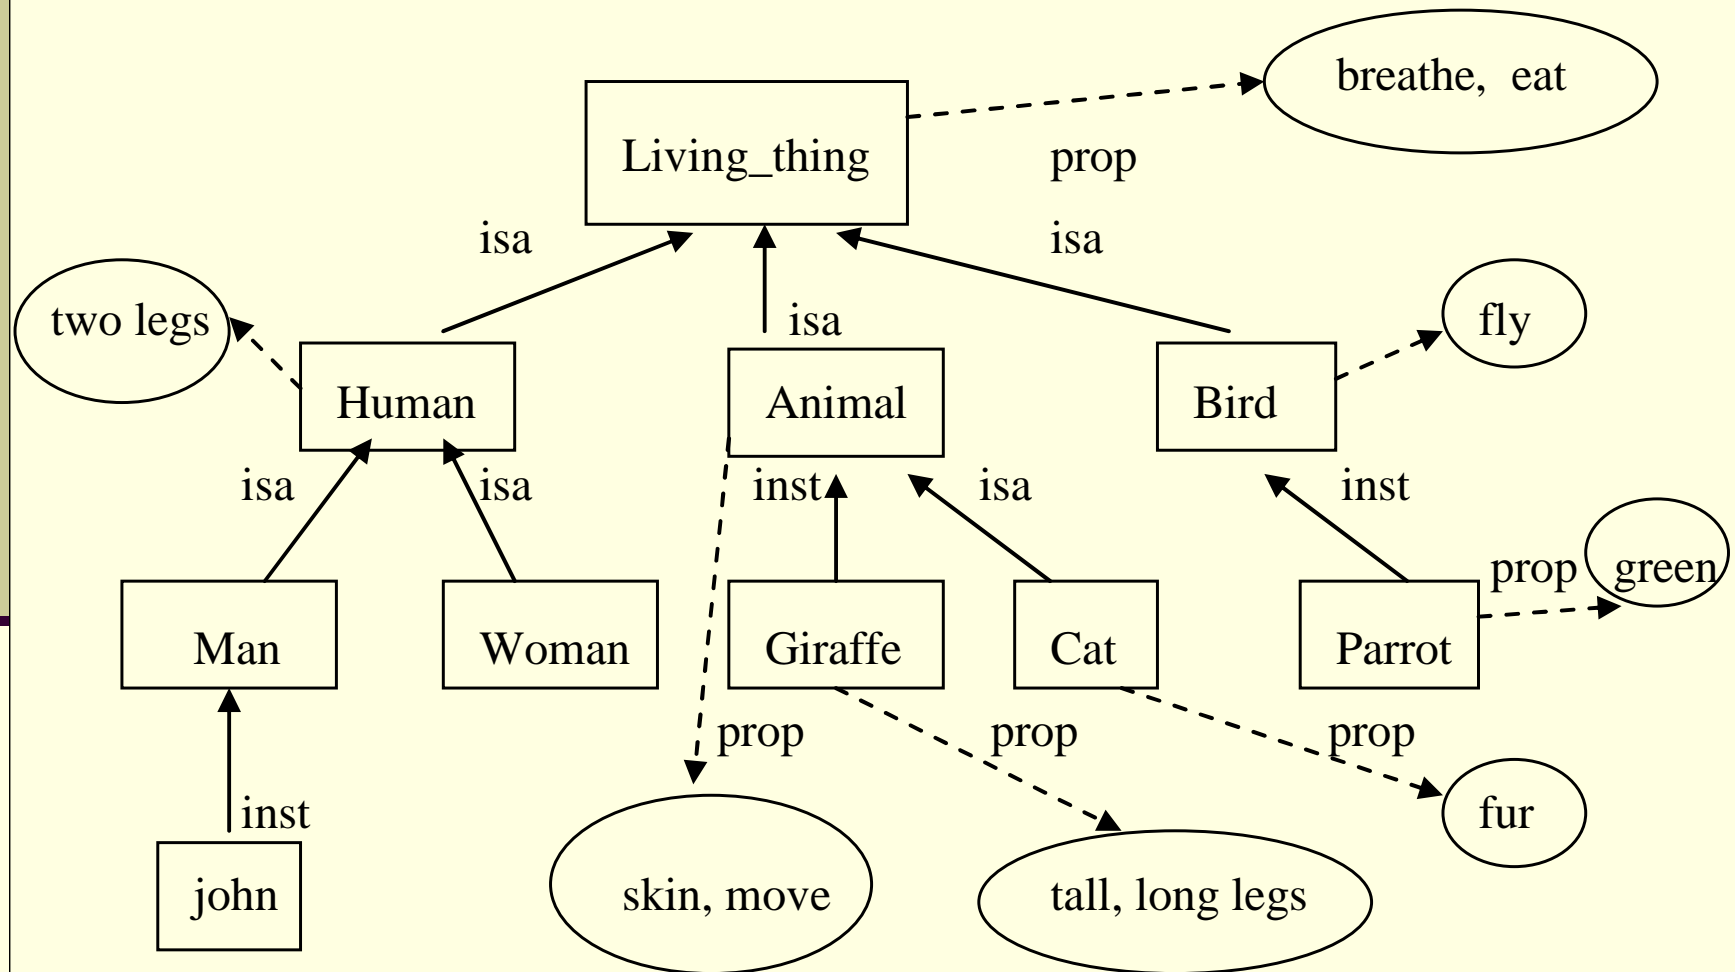 breathe, eat
Living_thing
prop
isa
isa
two legs
isa
fly
Human
Animal
Bird
isa
isa
inst
isa
inst
prop
green
Man
Woman
Giraffe
Cat
Parrot
prop
prop
prop
inst
fur
john
skin, move
tall, long legs